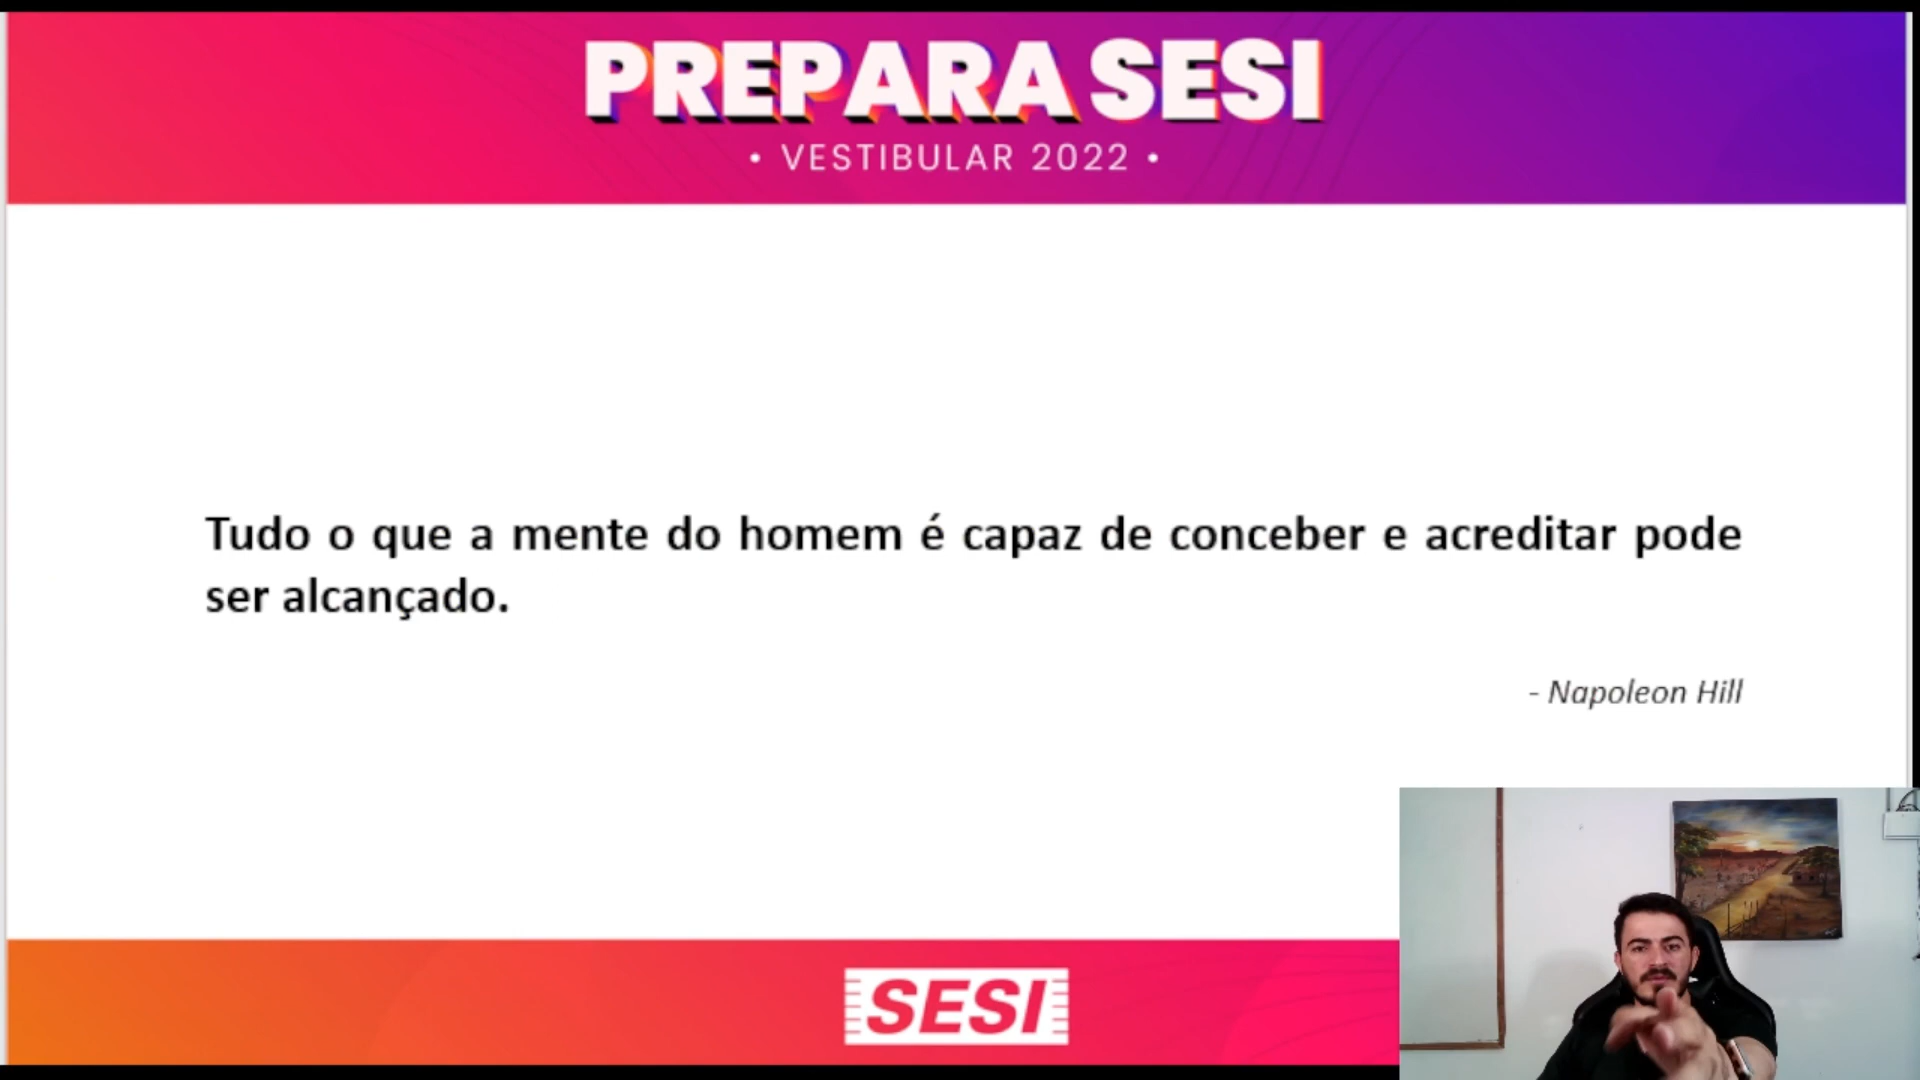 PREPARA SESI
• VESTIBULAR 2022 •
Tudo o que a mente do homem é capaz de conceber e acreditar pode
ser alcançado.
- Napoleon Hill
SESI